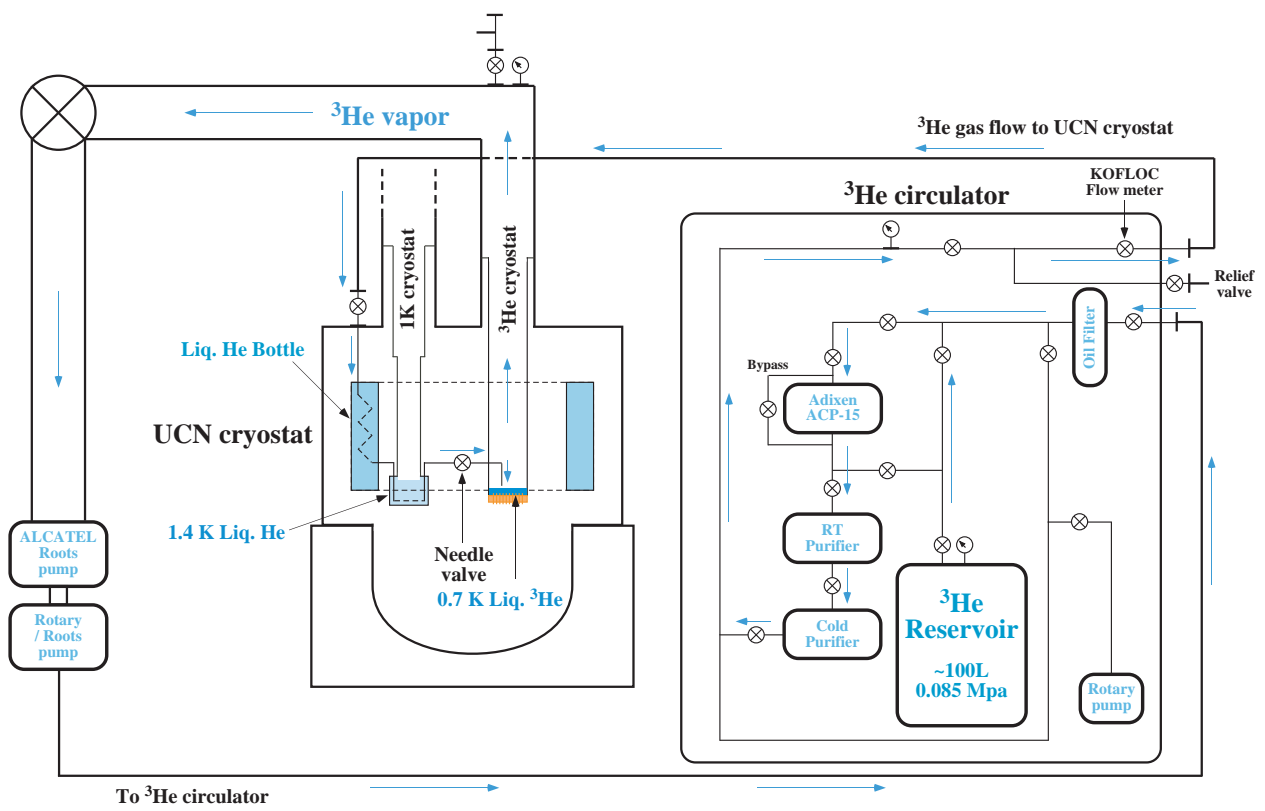 ³He vapor
³He gas flow to UCN cryostat
KOFLOC
Flow meter
³He circulator
1K cryostat
³He cryostat
Relief
valve
Oil Filter
Liq. He Bottle
Bypass
Adixen
ACP-15
UCN cryostat
1.4 K Liq. He
Needle
valve
0.7 K Liq. ³He
ALCATEL
Roots
pump
Rotary
/ Roots
pump
RT
Purifier
Cold
Purifier
³He
Reservoir
~100L
0.085 Mpa
Rotary
pump
To ³He circulator